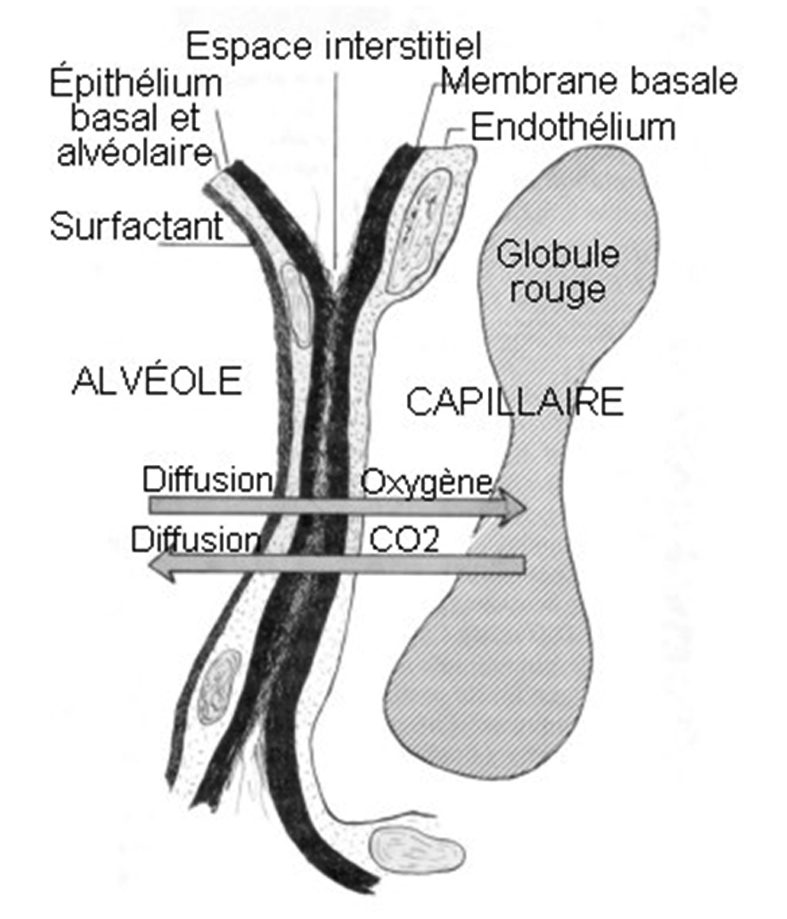 Espace interstitiel
Épithélium
basal et
alvéolaire
Membrane basale
Endothélium
Surfactant
Globule
rouge
ALVÉOLE
CAPILLAIRE
Diffusion
Oxygène
Diffusion
CO2